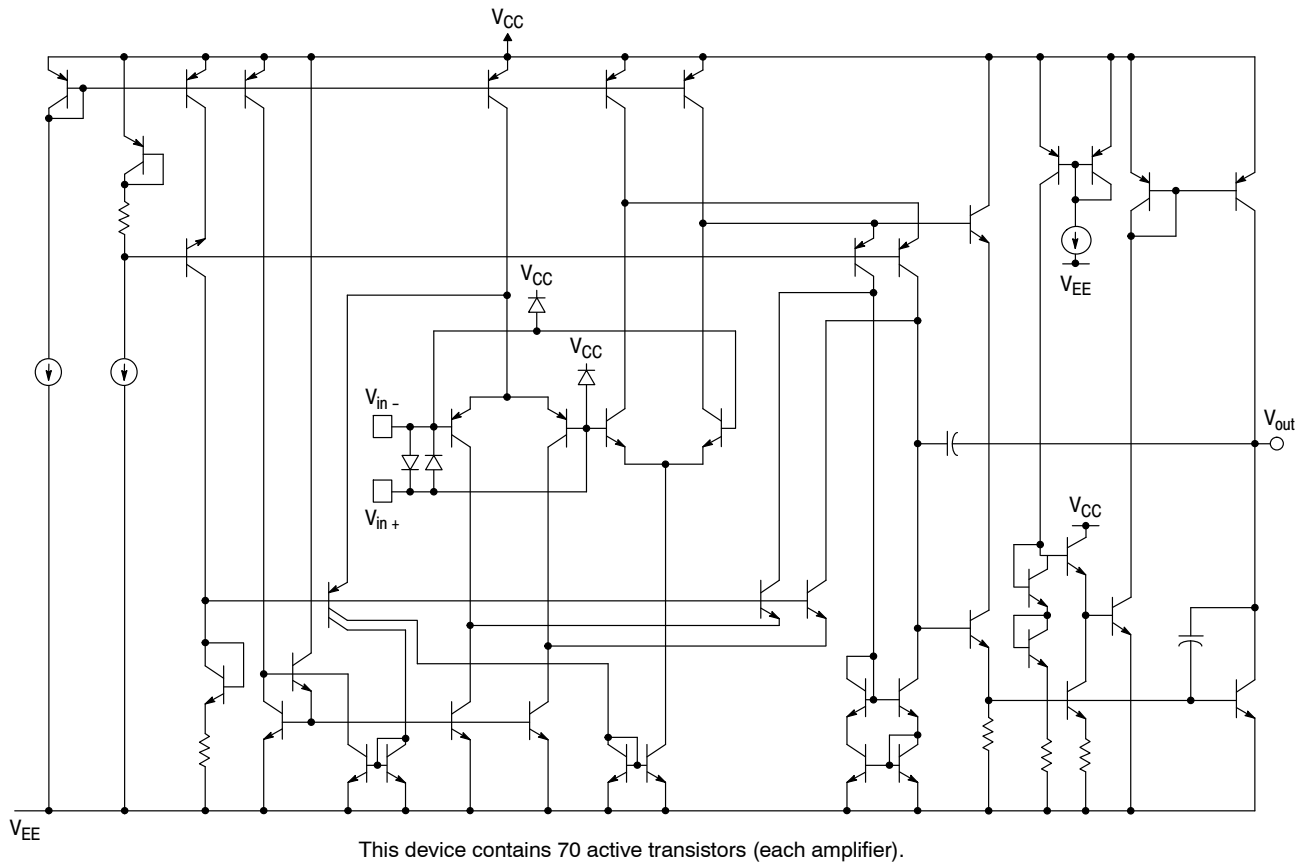 VCC
VCC
VEE
VCC
Vin −
Vout
Vin +
VCC
VEE
This device contains 70 active transistors (each amplifier).